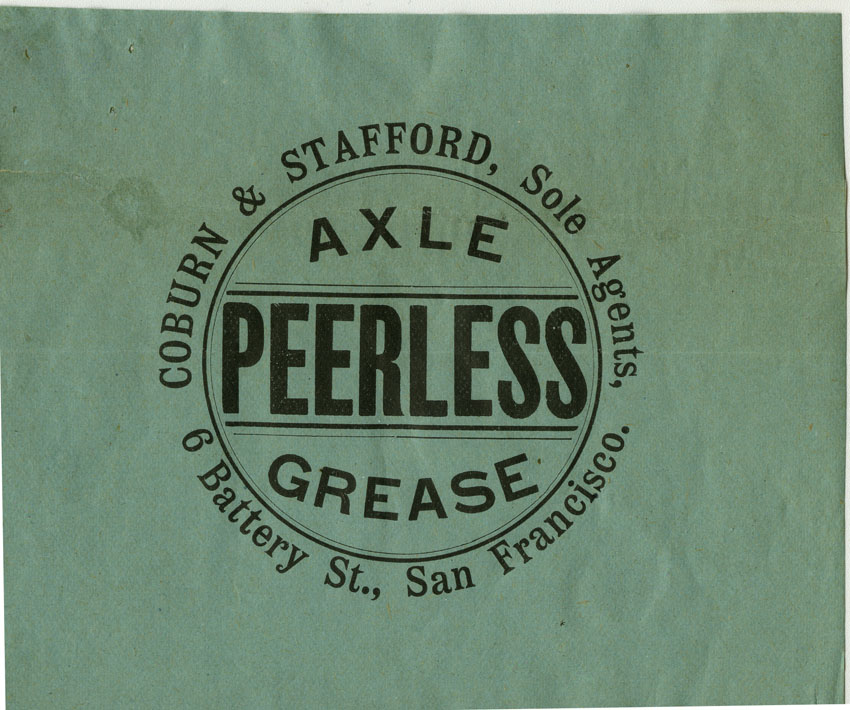 COBURN & STAFFORD, Sole Agents,
AXLE
PEERLESS
GREASE
6 Battery St., San Francisco.